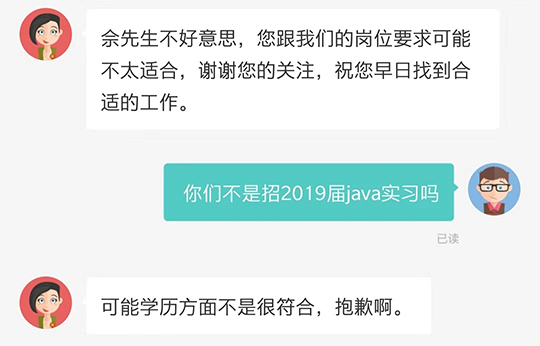 佘先生不好意思，您跟我们的岗位要求可能
不太适合，谢谢您的关注，祝您早日找到合
适的工作。
你们不是招2019届java实习吗
已读
可能学历方面不是很符合，抱歉啊。